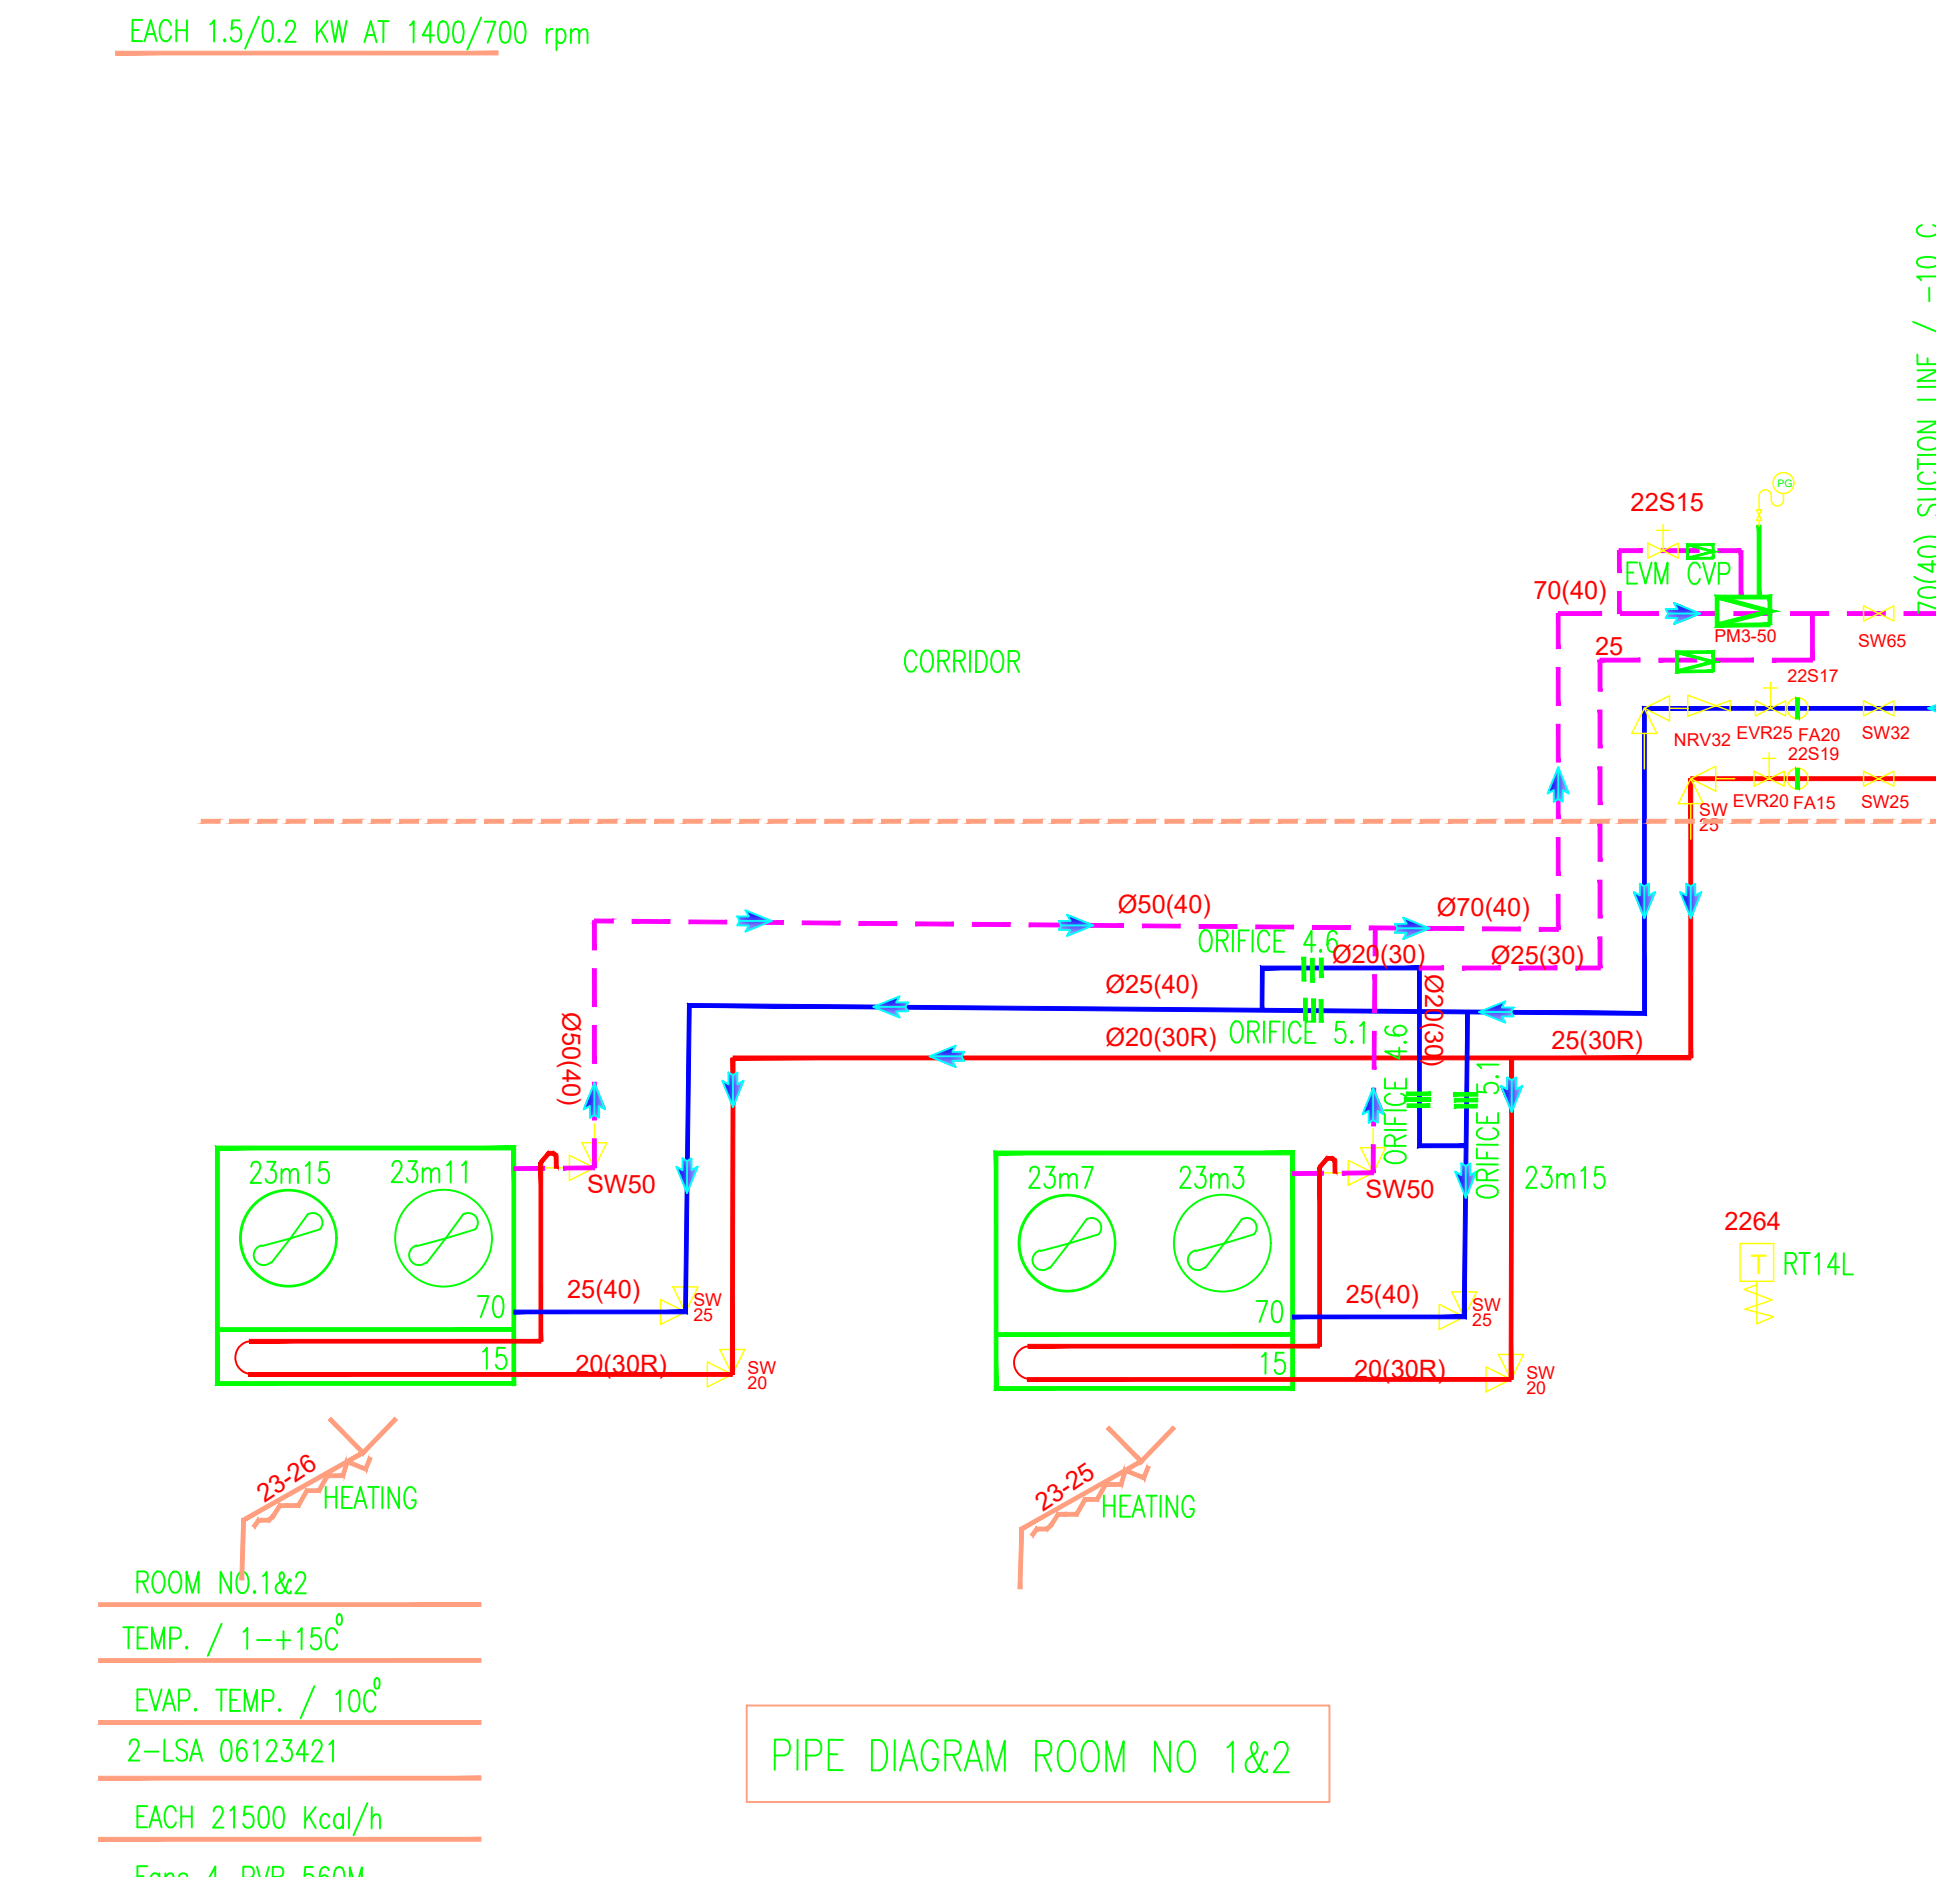 EACH 1.5/0.2 KW AT 1400/700 rpm
70(40) SUCTION LINE / -10 C
PG
22S15
EVM CVP
70(40)
PM3-50
SW65
25
CORRIDOR
22S17
NRV32
EVR25
FA20
SW32
22S19
EVR20
FA15
SW25
SW
25
Ø50(40)
Ø70(40)
ORIFICE 4.6
Ø20(30)
Ø25(30)
Ø25(40)
Ø20(30)
Ø50(40)
ORIFICE 5.1
Ø20(30R)
25(30R)
ORIFICE 4.6
ORIFICE 5.1
23m15
23m11
SW50
23m7
23m3
SW50
23m15
2264
T
RT14L
25(40)
70
SW
25
25(40)
70
SW
25
15
20(30R)
SW
20
15
20(30R)
SW
20
23-26
HEATING
23-25
HEATING
ROOM NO.1&2
TEMP. / 1-+15C°
EVAP. TEMP. / 10C°
2-LSA 06123421
EACH 21500 Kcal/h
PIPE DIAGRAM ROOM NO 1&2